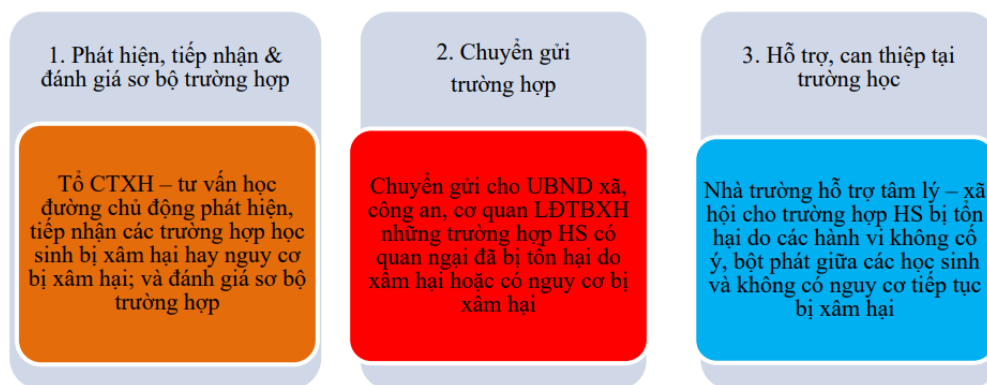 1. Phát hiện, tiếp nhận &
đánh giá sơ bộ trường hợp
Tổ CTXH – tư vấn học
đường chủ động phát hiện,
tiếp nhận các trường hợp học
sinh bị xâm hại hay nguy cơ
bị xâm hại; và đánh giá sơ bộ
trường hợp
2. Chuyển gửi
trường hợp
Chuyển gửi cho UBND xã,
công an, cơ quan LĐTBXH
những trường hợp HS có
quan ngại đã bị tổn hại do
xâm hại hoặc có nguy cơ bị
xâm hại
3. Hỗ trợ, can thiệp tại
trường học
Nhà trường hỗ trợ tâm lý – xã
hội cho trường hợp HS bị tổn
hại do các hành vi không cố
ý, bột phát giữa các học sinh
và không có nguy cơ tiếp tục
bị xâm hại